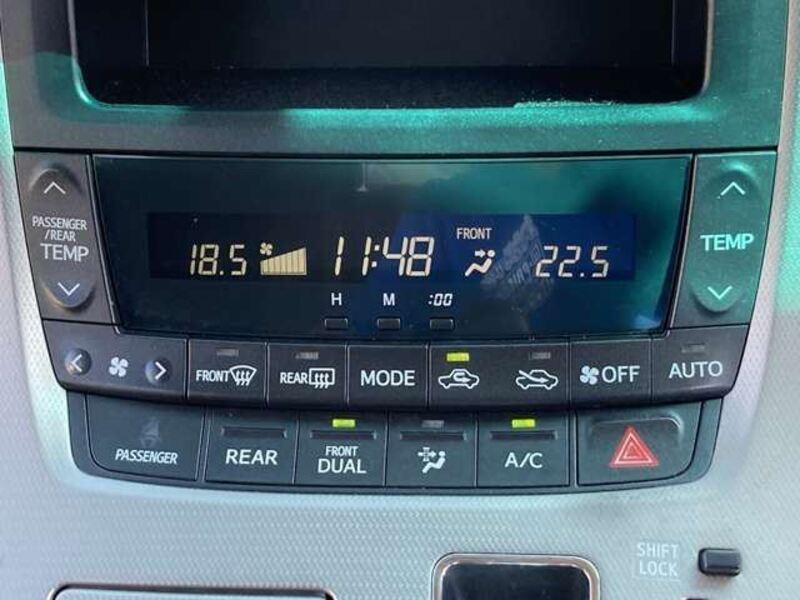 PASSENGER
/REAR
TEMP
18.5 11:48 FRONT 22.5
TEMP
H M :00
FRONT REAR MODE OFF AUTO
PASSENGER REAR FRONT DUAL A/C
SHIFT
LOCK